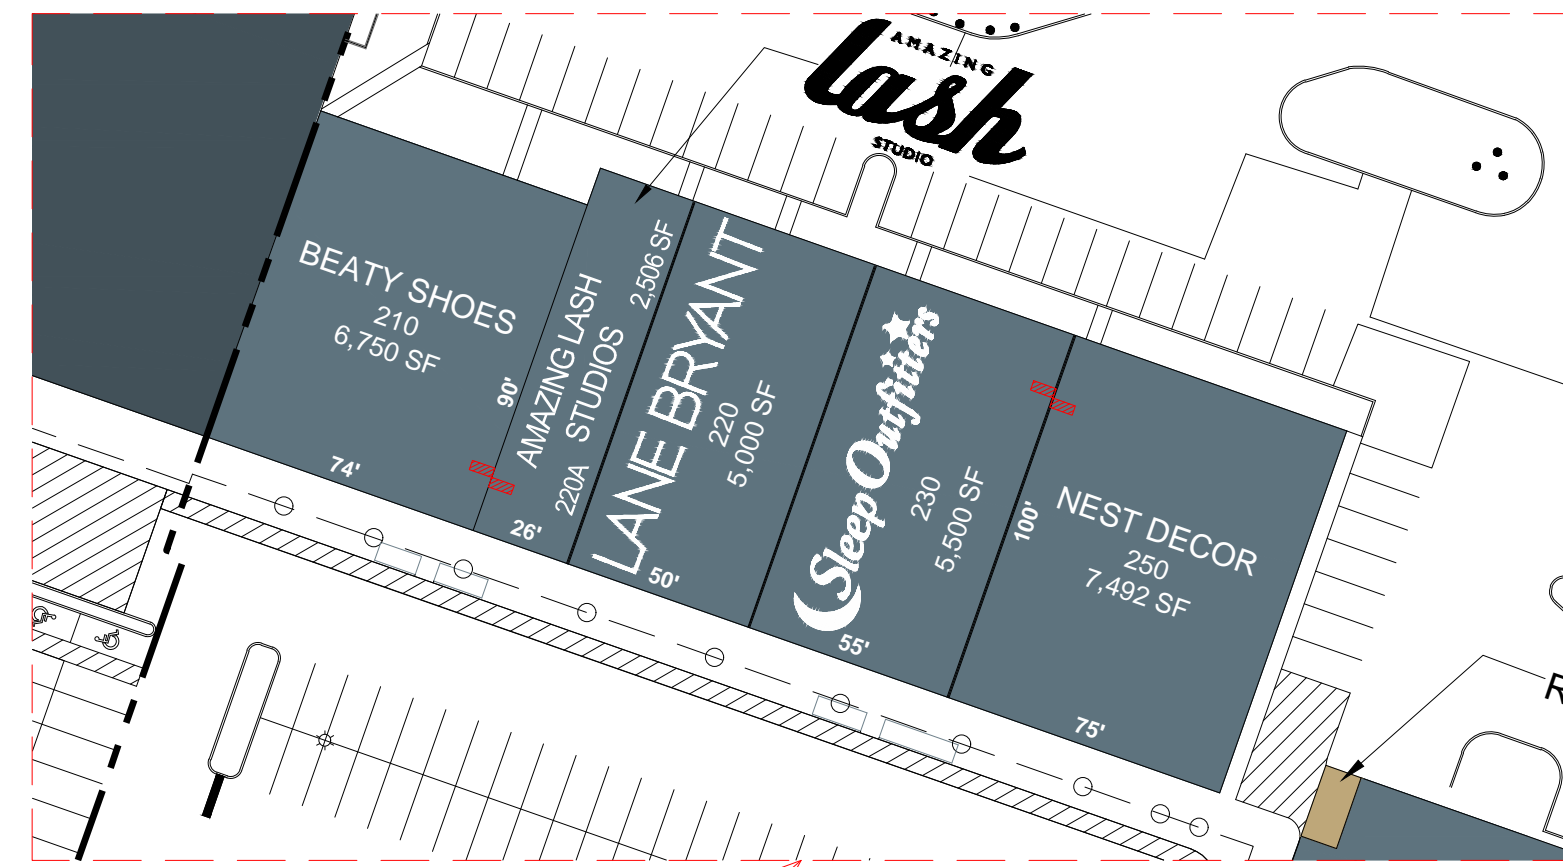 AMAZING
lash
STUDIO
BEATY SHOES
210
6,750 SF
90'
74'
AMAZING LASH
STUDIOS
220A
2,506 SF
26'
LANE BRYANT
220
5,000 SF
50'
Sleep Outfitters
230
5,500 SF
55'
100'
NEST DECOR
250
7,492 SF
75'